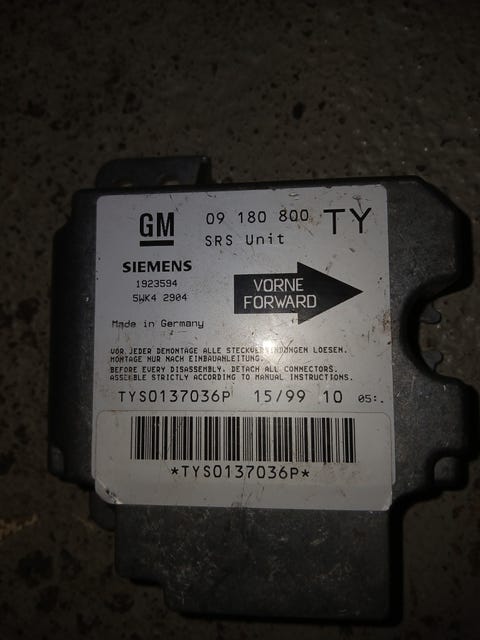 GM 09 180 800 TY
SRS Unit
SIEMENS
1923594
5WK4 2904
VORNE
FORWARD
Made in Germany
VOR JEDER DEMONTAGE ALLE STECKVERBINDUNGEN LOESEN.
MONTAGE NUR NACH EINBAUANLEITUNG.
BEFORE EVERY DISASSEMBLY, DETACH ALL CONNECTORS.
ASSEMBLE STRICTLY ACCORDING TO MANUAL INSTRUCTIONS.
TYS0137036P 15/99 10 05:.
*TYS0137036P*